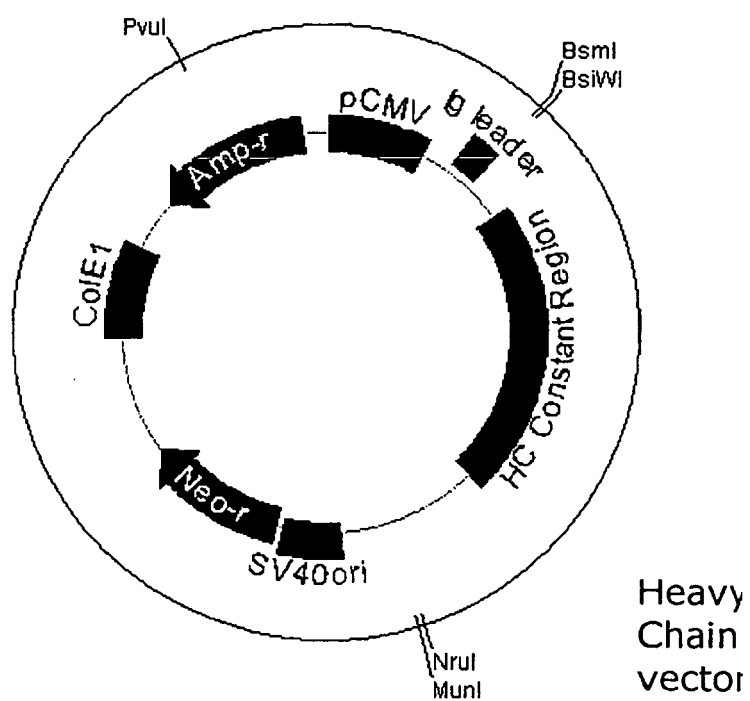 PvuI
BsmI
BsiWI
pCMV
Ig leader
Amp-r
HC Constant Region
ColE1
Neo-r
SV40ori
NruI
MunI
Heavy
Chain
vector